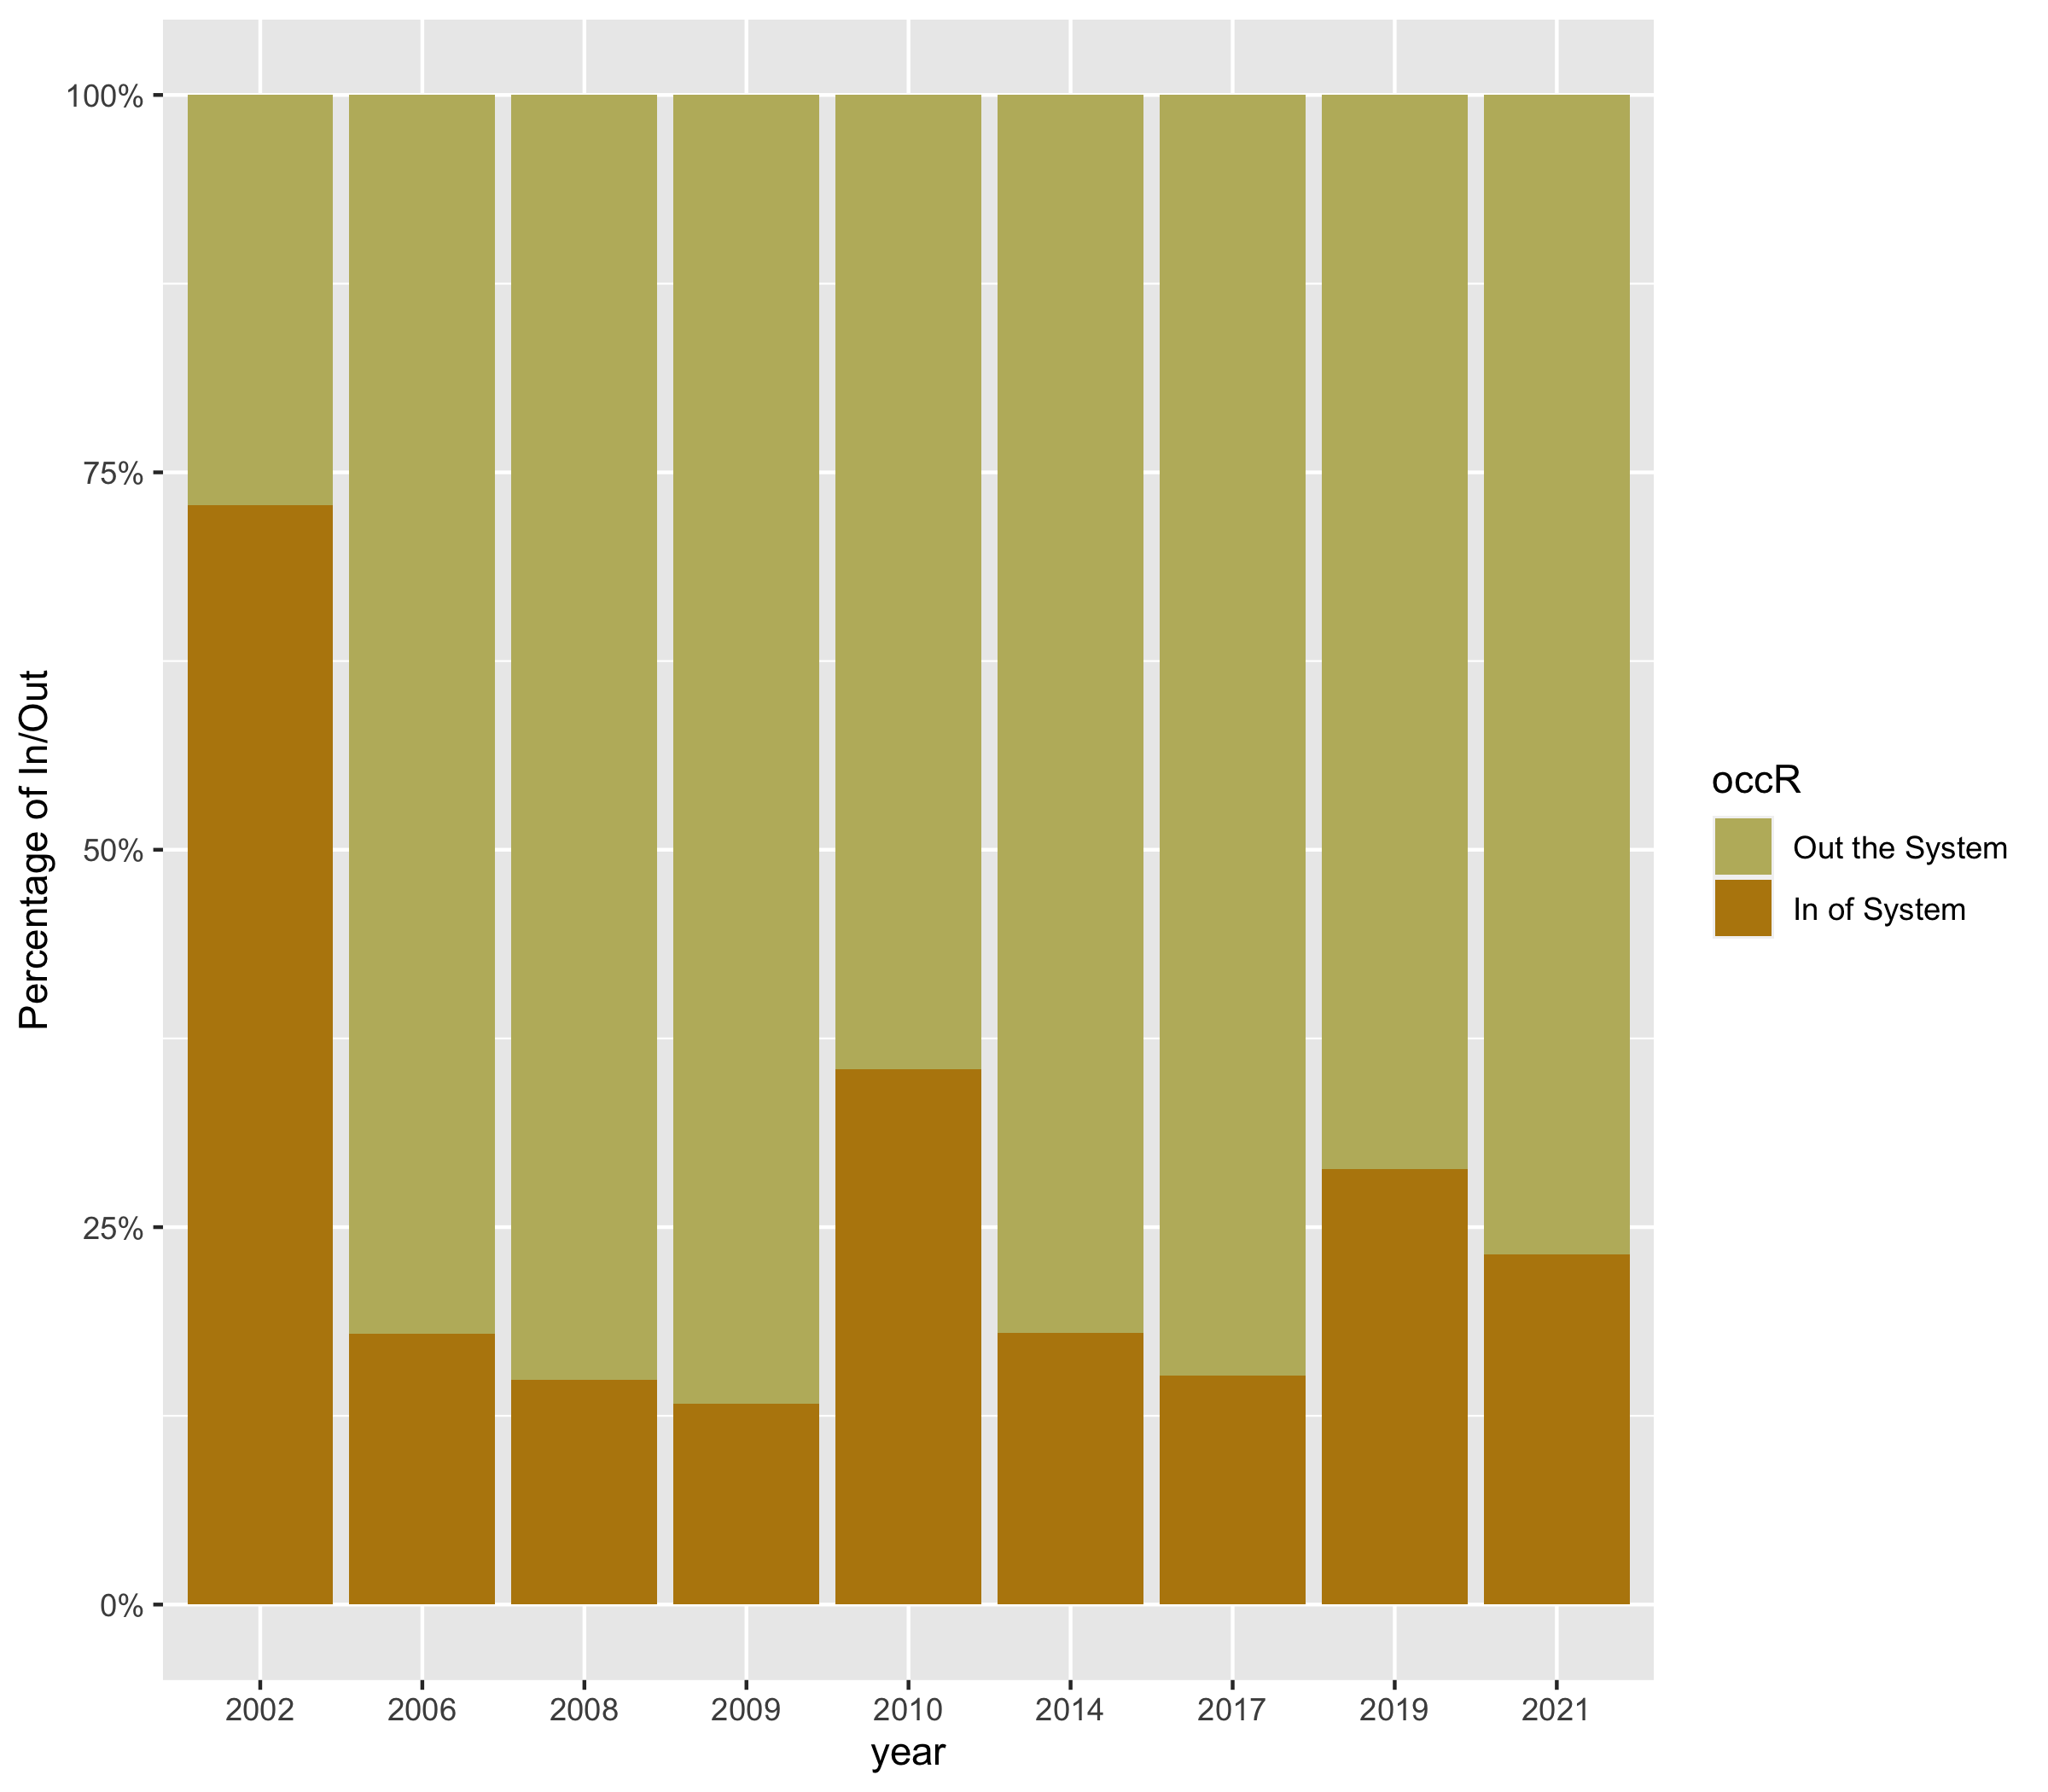 100%
75%
50%
25%
0%
Percentage of In/Out
2002 2006 2008 2009 2010 2014 2017 2019 2021
year
occR
Out the System
In of System